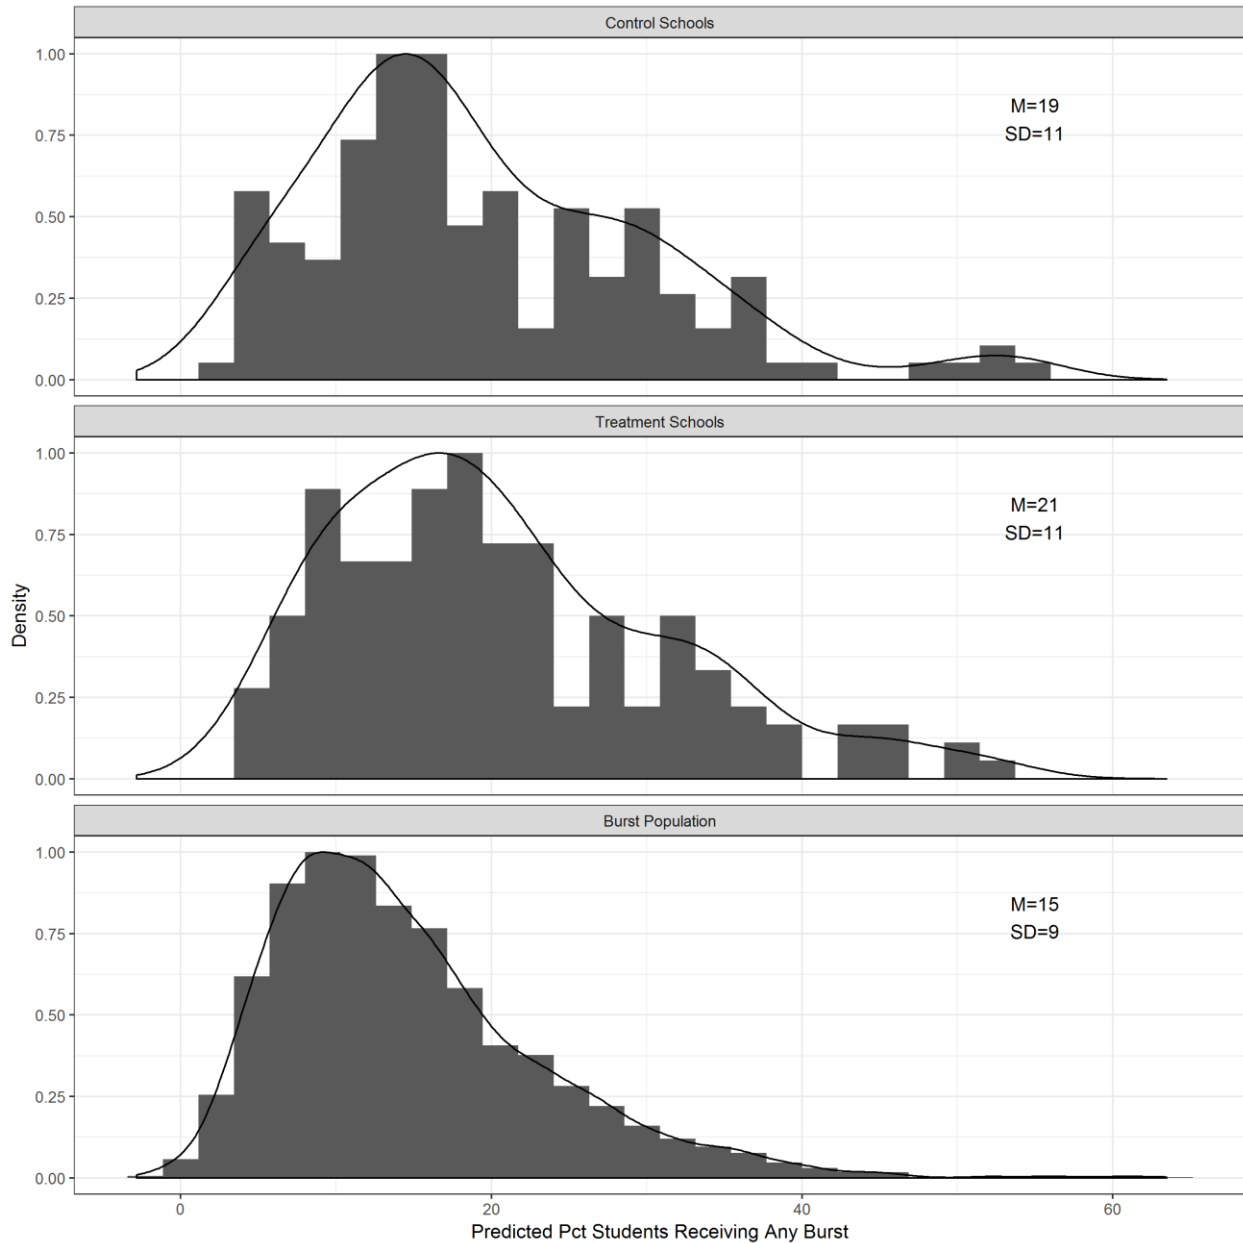 Control Schools
1.00
0.75
0.50
0.25
0.00
M=19
SD=11
Treatment Schools
1.00
0.75
0.50
0.25
0.00
M=21
SD=11
Density
Burst Population
1.00
0.75
0.50
0.25
0.00
M=15
SD=9
0 20 40 60
Predicted Pct Students Receiving Any Burst